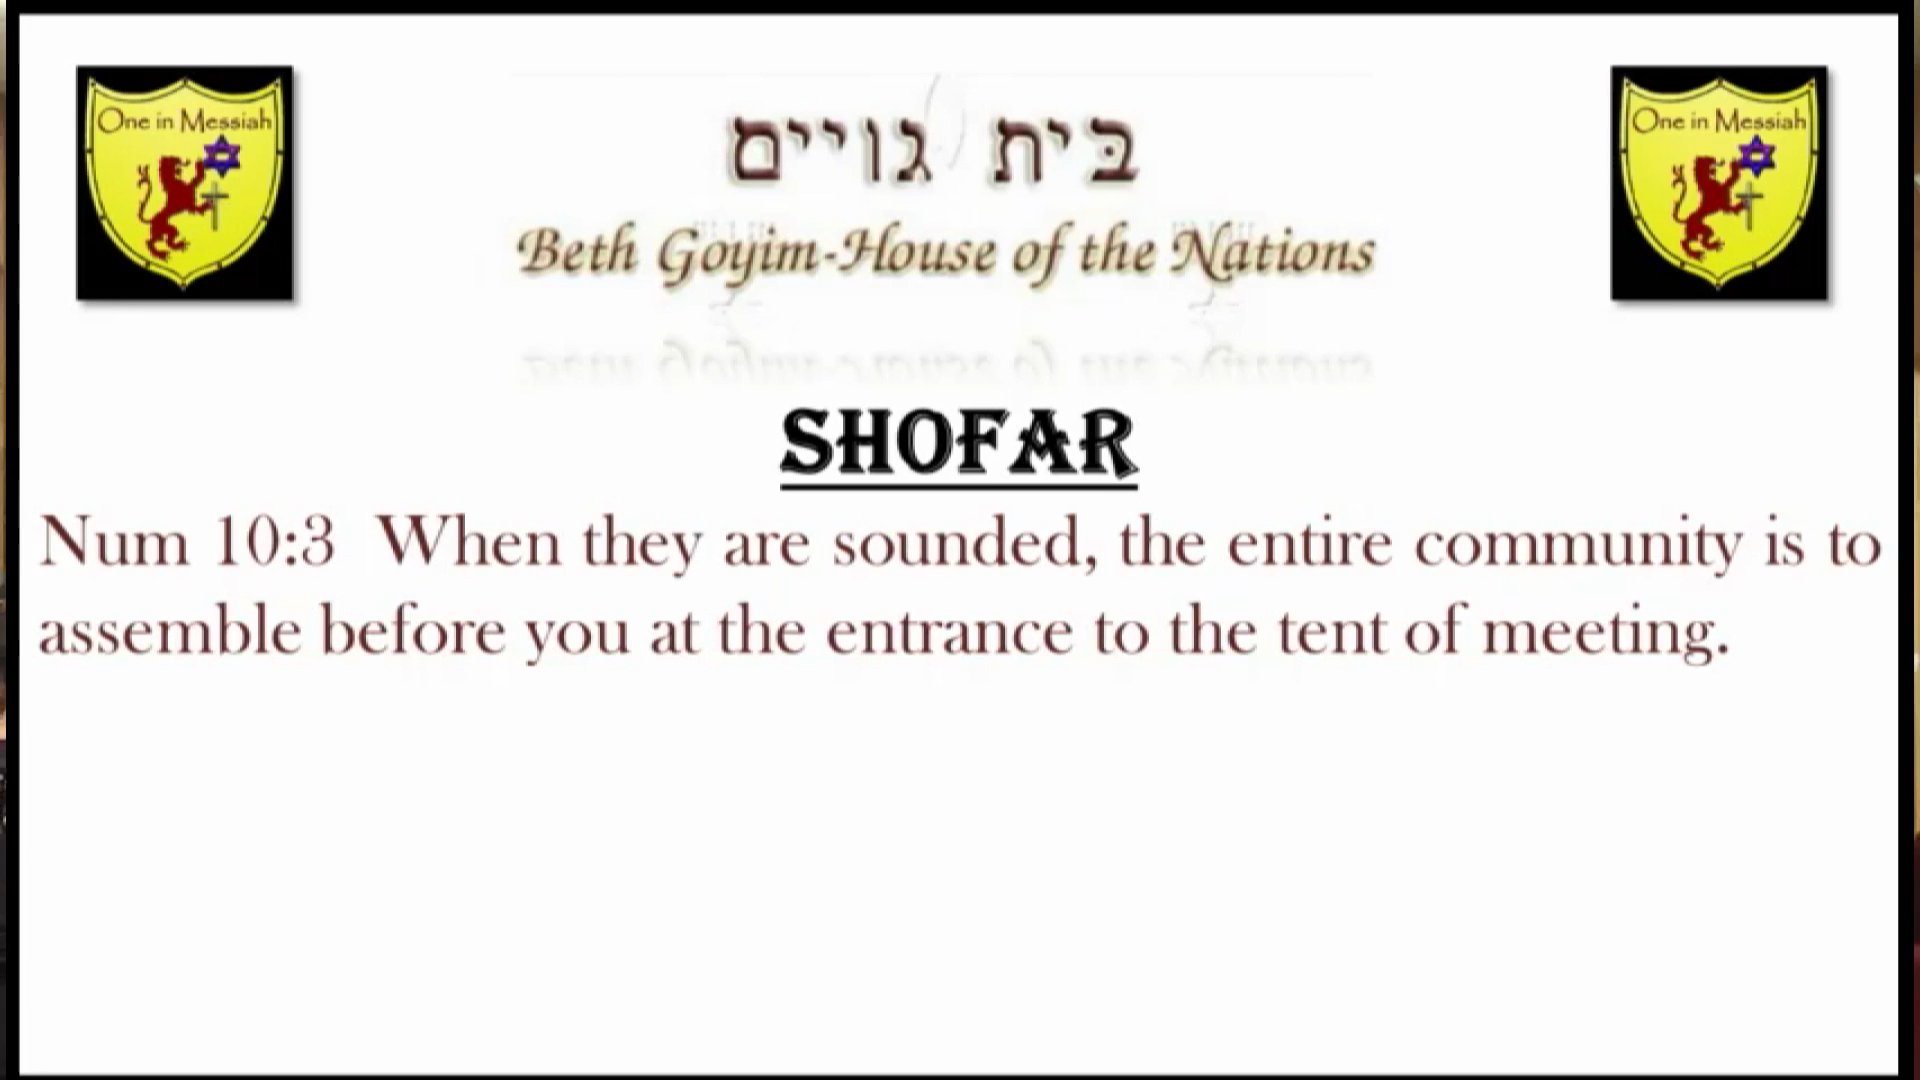 One in Messiah
One in Messiah
בּית גויים
Beth Goyim-House of the Nations
SHOFAR
Num 10:3 When they are sounded, the entire community is to
assemble before you at the entrance to the tent of meeting.